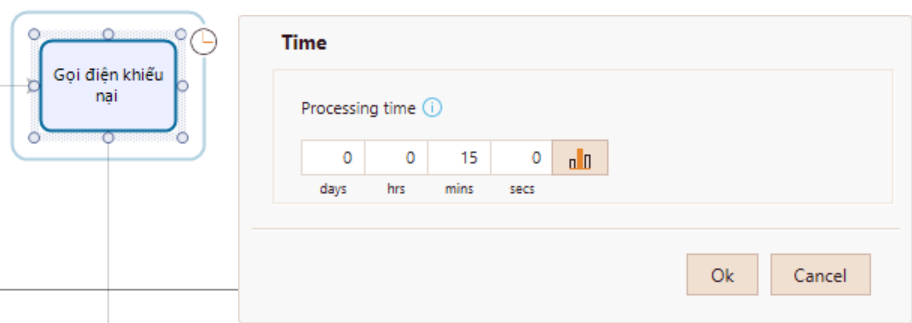 Gọi điện khiếu
nại
Time
Processing time
0 0 15 0
days hrs mins secs
Ok Cancel